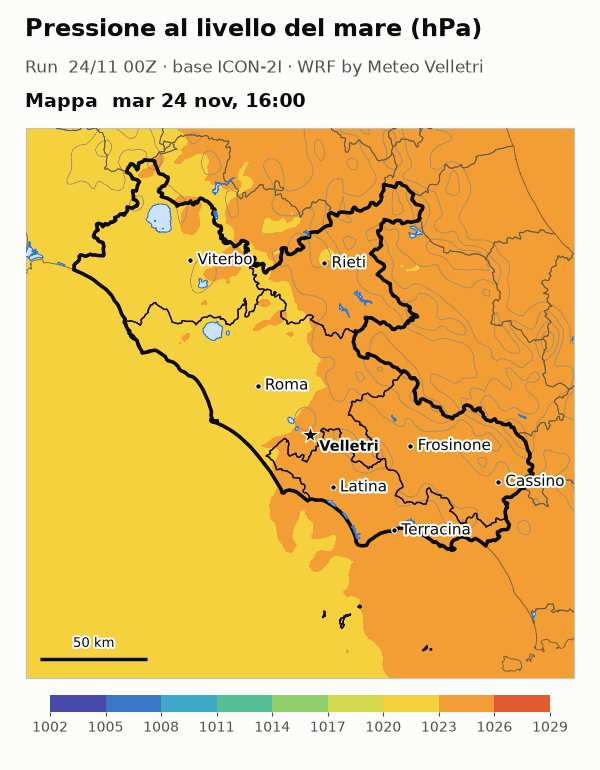 Pressione al livello del mare (hPa)
Run  24/11 00Z · base ICON-2I · WRF by Meteo Velletri
Mappa  mar 24 nov, 16:00
Viterbo
Rieti
Roma
Velletri
Frosinone
Latina
Cassino
Terracina
50 km
1002 1005 1008 1011 1014 1017 1020 1023 1026 1029